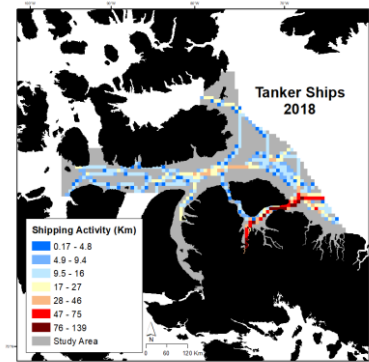 Tanker Ships
2018
Shipping Activity (Km)
0.17 - 4.8
4.9 - 9.4
9.5 - 16
17 - 27
28 - 46
47 - 75
76 - 139
Study Area
N
0 30 60 120 Km